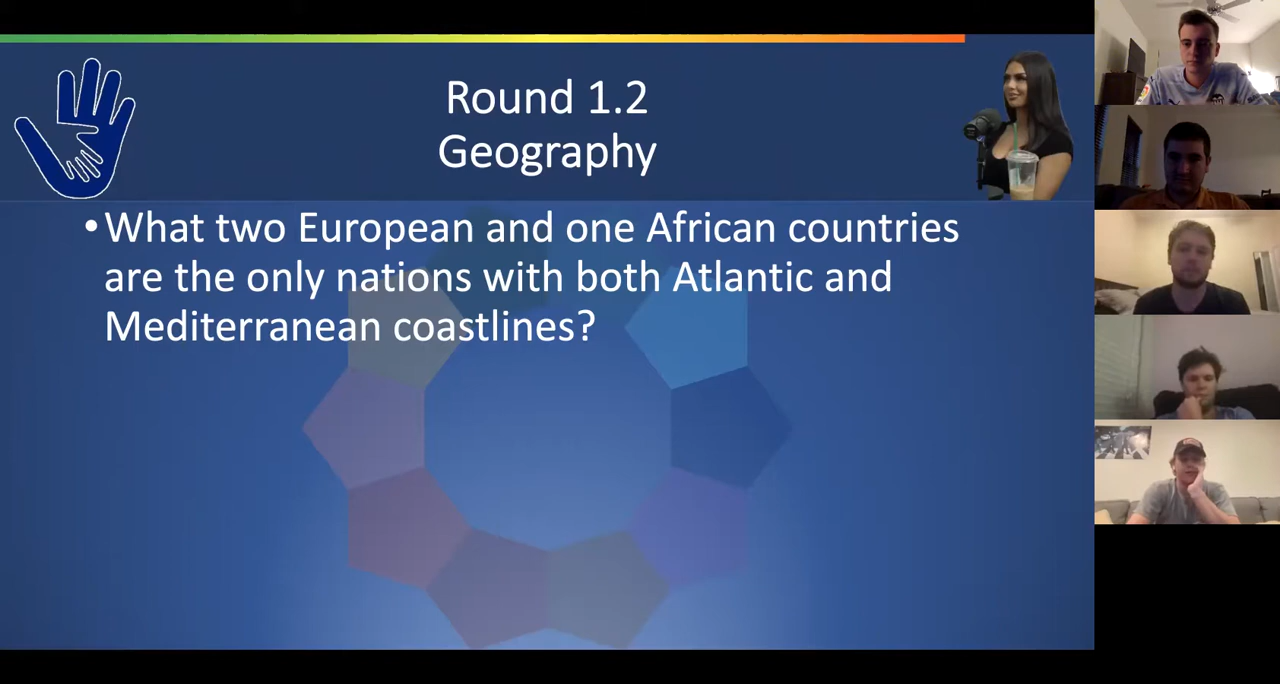 Round 1.2
Geography
•What two European and one African countries
are the only nations with both Atlantic and
Mediterranean coastlines?